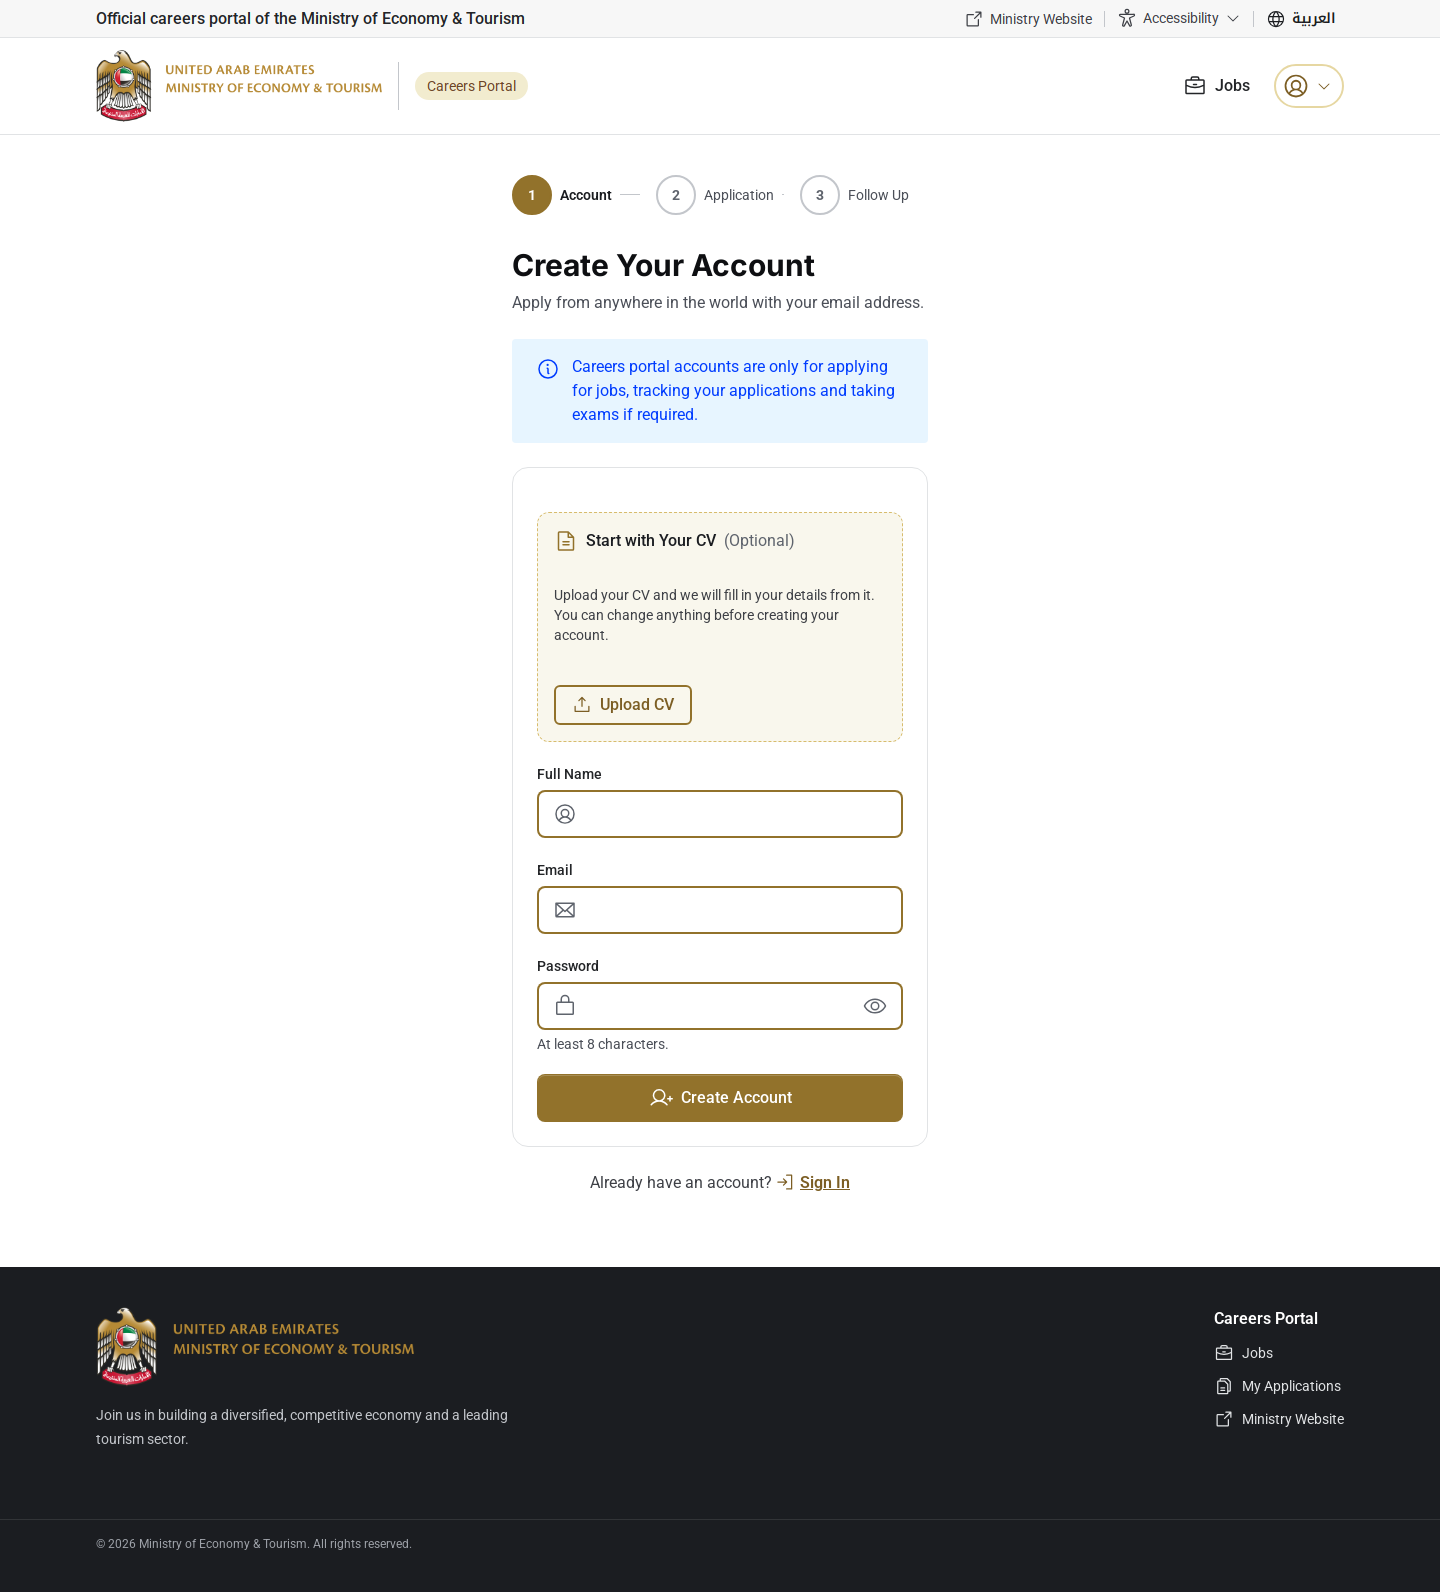 Official careers portal of the Ministry of Economy & Tourism
Ministry Website
Accessibility
العربية
UNITED ARAB EMIRATES
MINISTRY OF ECONOMY & TOURISM
Careers Portal
Jobs
1 Account
2 Application
3 Follow Up
Create Your Account
Apply from anywhere in the world with your email address.
Careers portal accounts are only for applying
for jobs, tracking your applications and taking
exams if required.
Start with Your CV (Optional)
Upload your CV and we will fill in your details from it.
You can change anything before creating your
account.
Upload CV
Full Name
Email
Password
At least 8 characters.
Create Account
Already have an account? Sign In
UNITED ARAB EMIRATES
MINISTRY OF ECONOMY & TOURISM
Join us in building a diversified, competitive economy and a leading
tourism sector.
Careers Portal
Jobs
My Applications
Ministry Website
© 2026 Ministry of Economy & Tourism. All rights reserved.